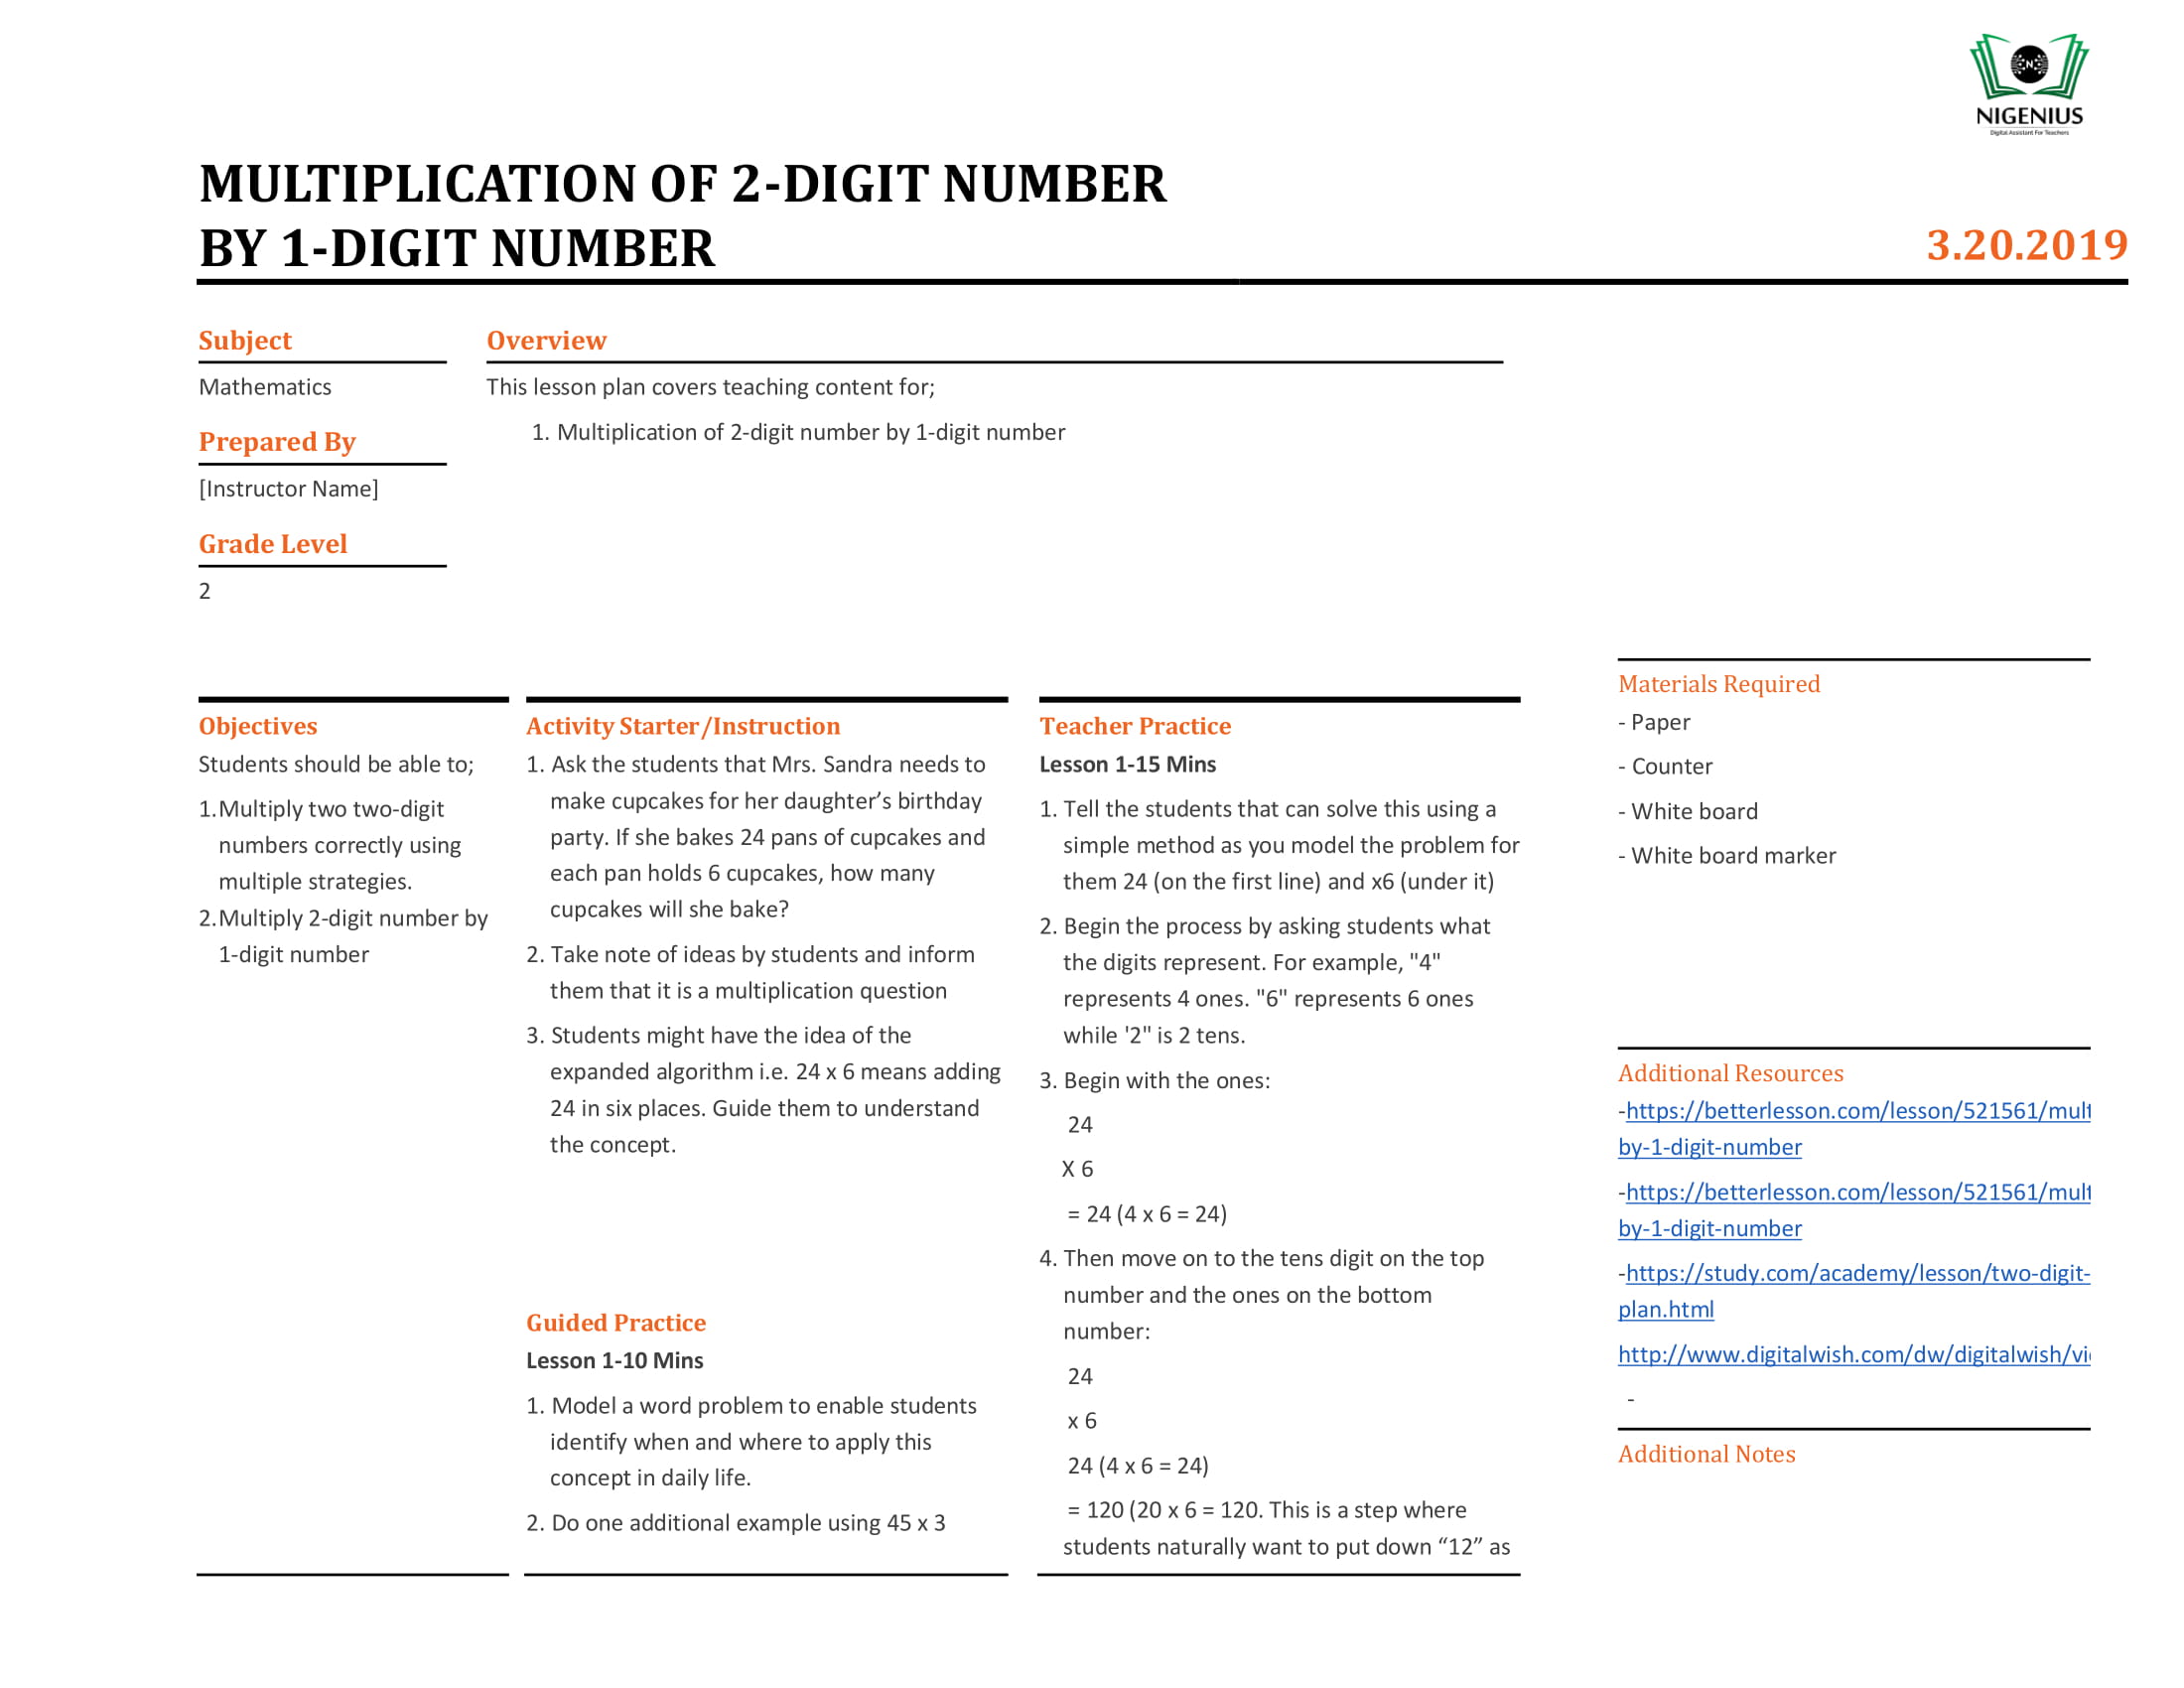 NIGENIUS
Digital Assistant For Teachers
MULTIPLICATION OF 2-DIGIT NUMBER
BY 1-DIGIT NUMBER
3.20.2019
Subject
Mathematics
Prepared By
[Instructor Name]
Grade Level
2
Overview
This lesson plan covers teaching content for;
1. Multiplication of 2-digit number by 1-digit number
Objectives
Students should be able to;
1.Multiply two two-digit
numbers correctly using
multiple strategies.
2.Multiply 2-digit number by
1-digit number
Activity Starter/Instruction
1. Ask the students that Mrs. Sandra needs to
make cupcakes for her daughter’s birthday
party. If she bakes 24 pans of cupcakes and
each pan holds 6 cupcakes, how many
cupcakes will she bake?
2. Take note of ideas by students and inform
them that it is a multiplication question
3. Students might have the idea of the
expanded algorithm i.e. 24 x 6 means adding
24 in six places. Guide them to understand
the concept.
Guided Practice
Lesson 1-10 Mins
1. Model a word problem to enable students
identify when and where to apply this
concept in daily life.
2. Do one additional example using 45 x 3
Teacher Practice
Lesson 1-15 Mins
1. Tell the students that can solve this using a
simple method as you model the problem for
them 24 (on the first line) and x6 (under it)
2. Begin the process by asking students what
the digits represent. For example, "4"
represents 4 ones. "6" represents 6 ones
while '2" is 2 tens.
3. Begin with the ones:
24
X 6
= 24 (4 x 6 = 24)
4. Then move on to the tens digit on the top
number and the ones on the bottom
number:
24
x 6
24 (4 x 6 = 24)
= 120 (20 x 6 = 120. This is a step where
students naturally want to put down “12” as
Materials Required
- Paper
- Counter
- White board
- White board marker
Additional Resources
-https://betterlesson.com/lesson/521561/mult
by-1-digit-number
-https://betterlesson.com/lesson/521561/mult
by-1-digit-number
-https://study.com/academy/lesson/two-digit-
plan.html
http://www.digitalwish.com/dw/digitalwish/vi
-
Additional Notes